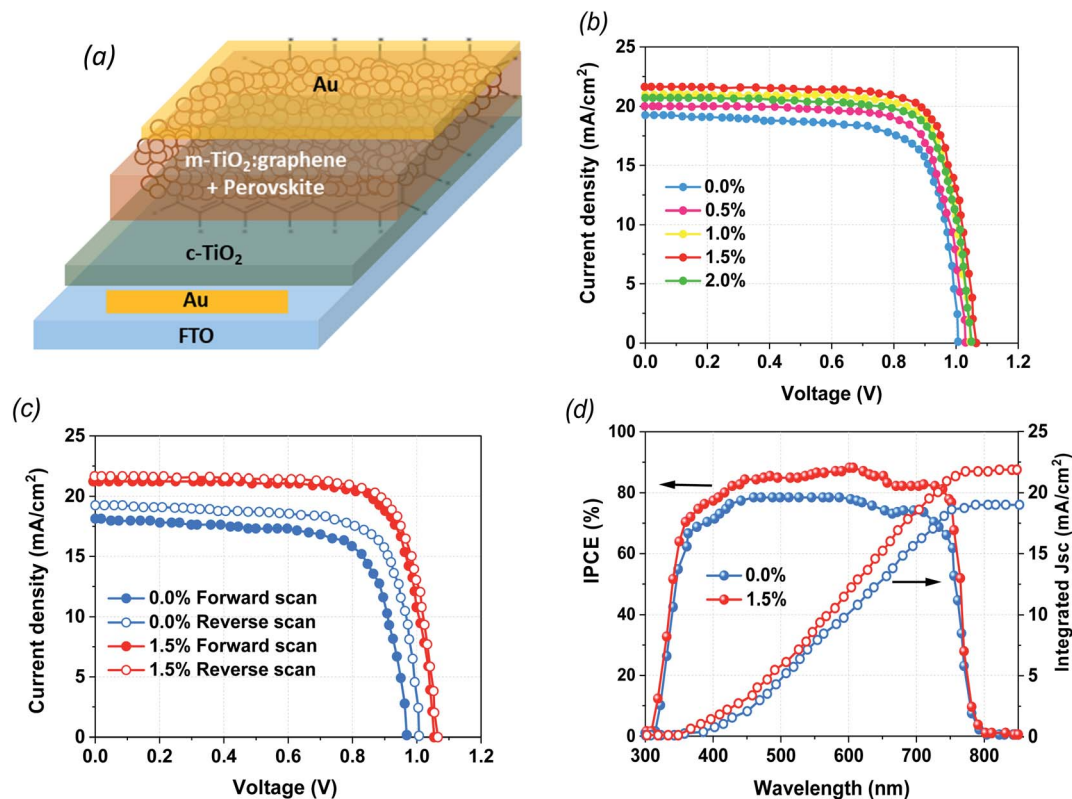 (a)
Au
m-TiO₂:graphene
+ Perovskite
c-TiO₂
Au
FTO
(b)
25
20
15
10
5
0
0.0 0.2 0.4 0.6 0.8 1.0 1.2
Current density (mA/cm²)
Voltage (V)
0.0%
0.5%
1.0%
1.5%
2.0%
(c)
25
20
15
10
5
0
0.0 0.2 0.4 0.6 0.8 1.0 1.2
Current density (mA/cm²)
Voltage (V)
0.0% Forward scan
0.0% Reverse scan
1.5% Forward scan
1.5% Reverse scan
(d)
100
80
60
40
20
0
300 400 500 600 700 800
IPCE (%)
Wavelength (nm)
0.0%
1.5%
25
20
15
10
5
0
Integrated Jsc (mA/cm²)